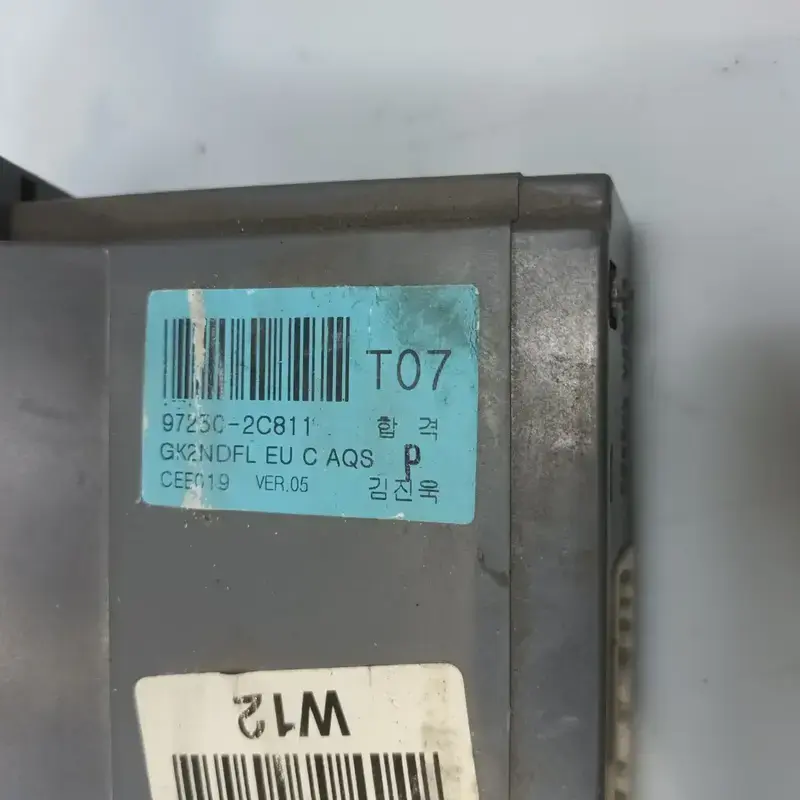 T07
97250-2C811
합격
GK2NDFL EU C AQS
P
CEE019 VER.05
김진욱
W12